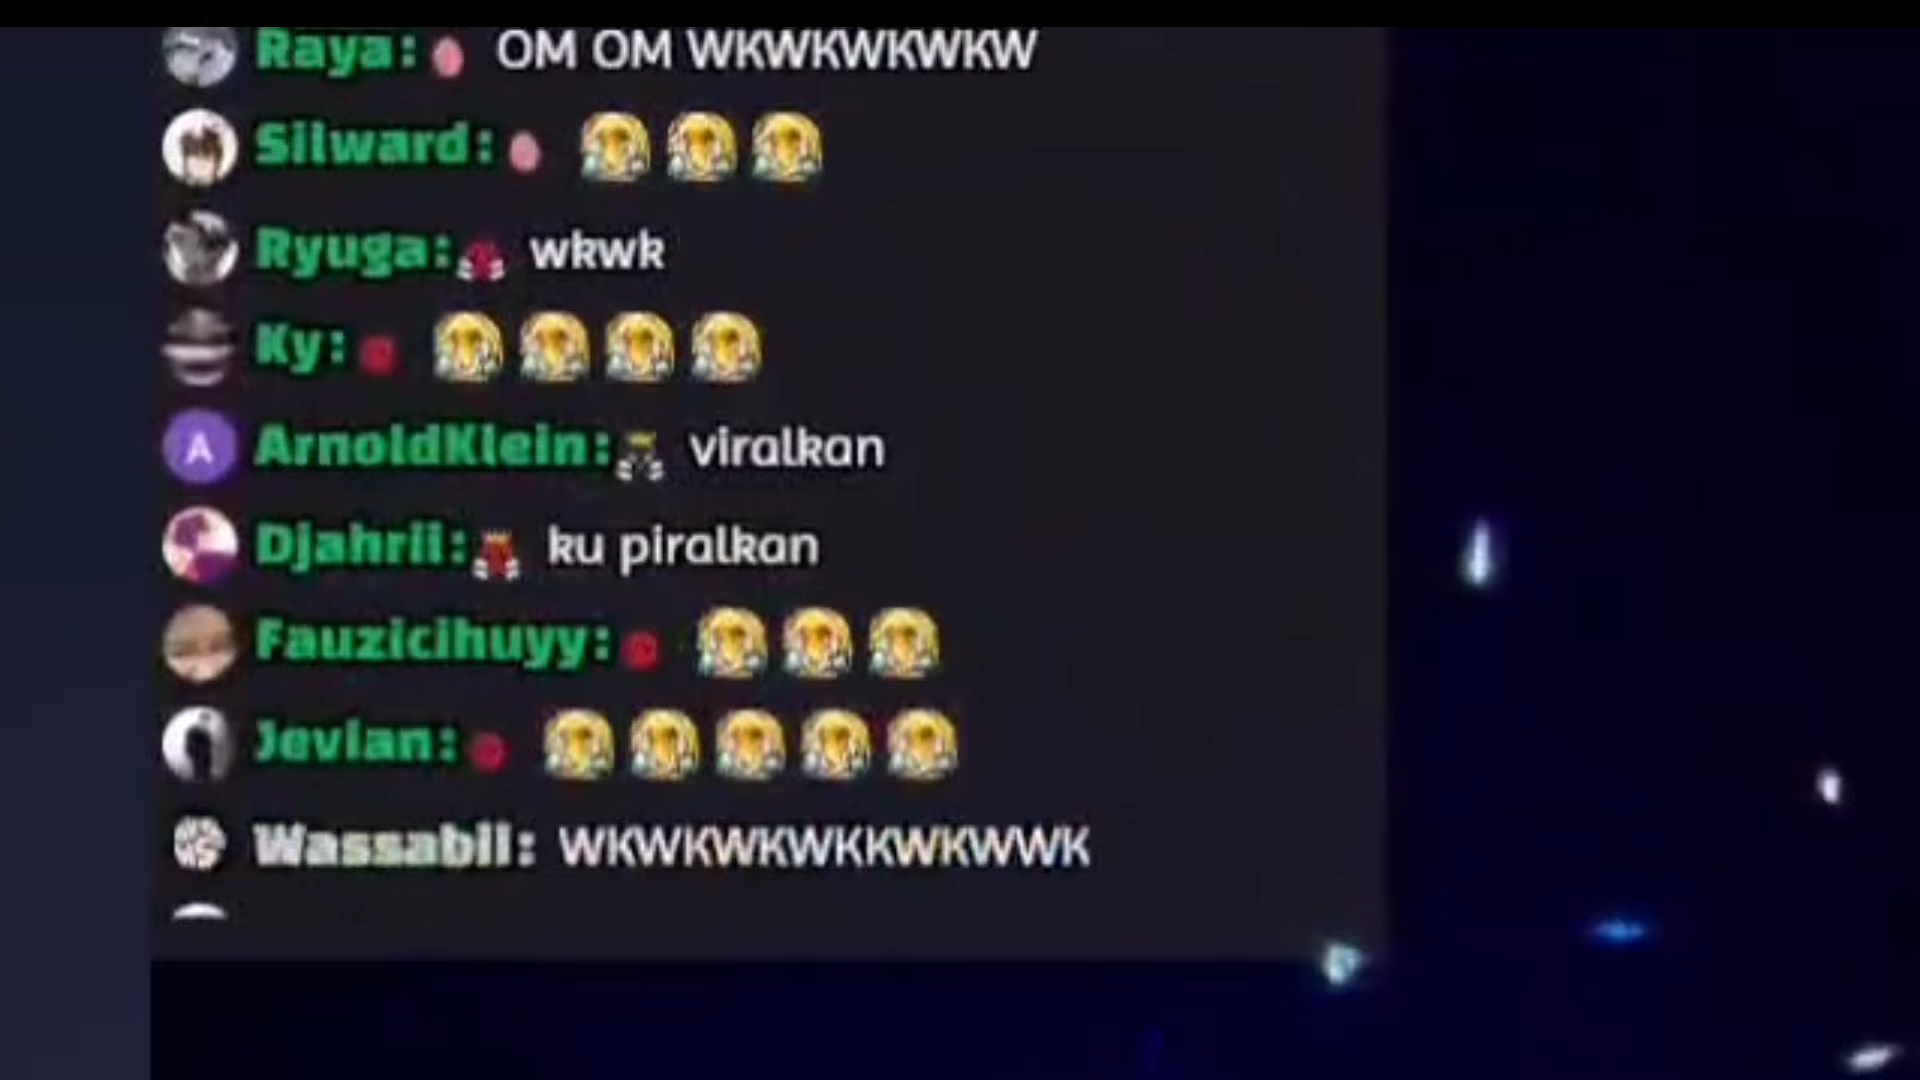 Raya: OM OM WKWKWKWKW
Silward:
Ryuga: wkwk
Ky:
A ArnoldKlein: viralkan
Djahrii: ku piralkan
Fauzicihuyy:
Jevian:
Wassabii: WKWKWKWKKWKWWK